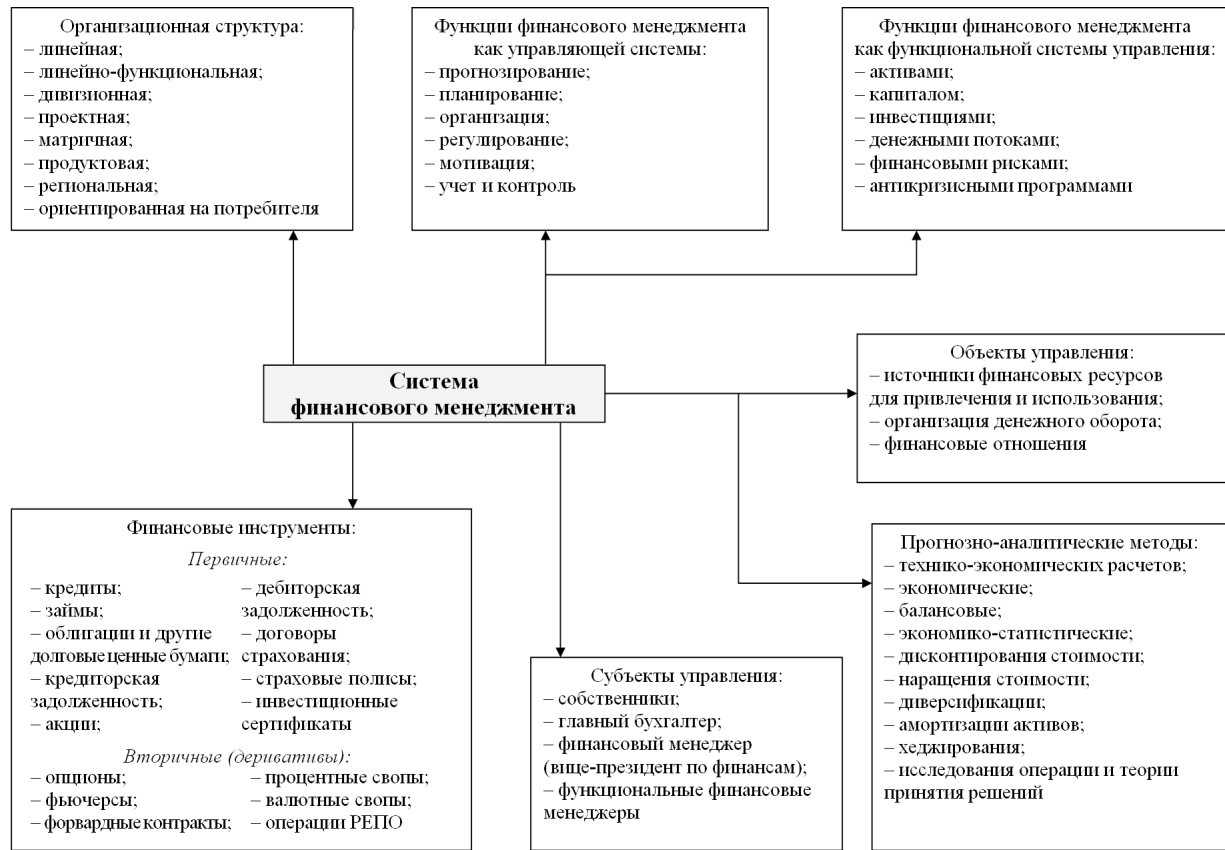 Организационная структура:
– линейная;
– линейно-функциональная;
– дивизионная;
– проектная;
– матричная;
– продуктовая;
– региональная;
– ориентированная на потребителя
Функции финансового менеджмента
как управляющей системы:
– прогнозирование;
– планирование;
– организация;
– регулирование;
– мотивация;
– учет и контроль
Функции финансового менеджмента
как функциональной системы управления:
– активами;
– капиталом;
– инвестициями;
– денежными потоками;
– финансовыми рисками;
– антикризисными программами
Система
финансового менеджмента
Объекты управления:
– источники финансовых ресурсов
для привлечения и использования;
– организация денежного оборота;
– финансовые отношения
Финансовые инструменты:
Первичные:
– кредиты;
– займы;
– облигации и другие
долговые ценные бумаги;
– кредиторская
задолженность;
– акции;
– дебиторская
задолженность;
– договоры
страхования;
– страховые полисы;
– инвестиционные
сертификаты
Вторичные (деривативы):
– опционы;
– фьючерсы;
– форвардные контракты;
– процентные свопы;
– валютные свопы;
– операции РЕПО
Субъекты управления:
– собственники;
– главный бухгалтер;
– финансовый менеджер
(вице-президент по финансам);
– функциональные финансовые
менеджеры
Прогнозно-аналитические методы:
– технико-экономических расчетов;
– экономические;
– балансовые;
– экономико-статистические;
– дисконтирования стоимости;
– наращения стоимости;
– диверсификации;
– амортизации активов;
– хеджирования;
– исследования операции и теории
принятия решений